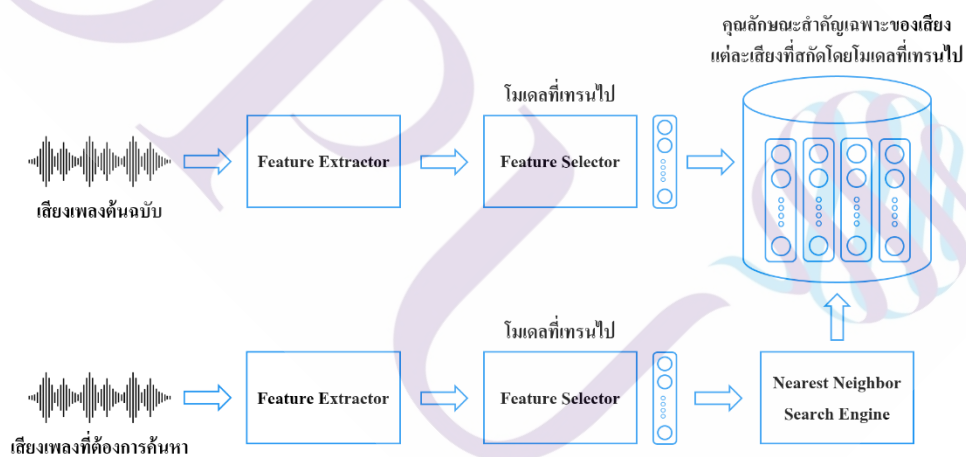 คุณลักษณะสำคัญเฉพาะของเสียง
แต่ละเสียงที่สกัดโดยโมเดลที่เทรนไป
โมเดลที่เทรนไป
Feature Extractor
Feature Selector
เสียงเพลงต้นฉบับ
โมเดลที่เทรนไป
Feature Extractor
Feature Selector
Nearest Neighbor
Search Engine
เสียงเพลงที่ต้องการค้นหา